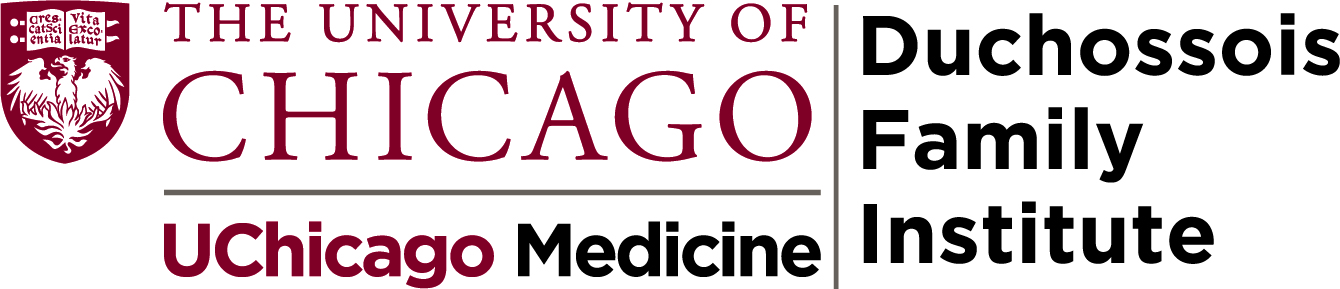 Cres Vita
catSci Exco
entia latur
THE UNIVERSITY OF
CHICAGO
UChicago Medicine
Duchossois
Family
Institute